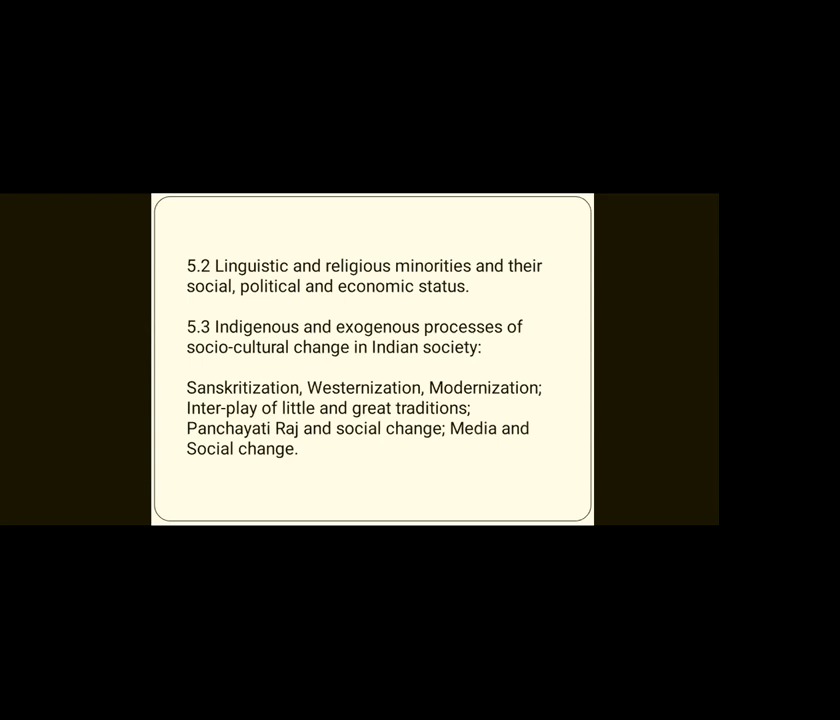 5.2 Linguistic and religious minorities and their
social, political and economic status.
5.3 Indigenous and exogenous processes of
socio-cultural change in Indian society:
Sanskritization, Westernization, Modernization;
Inter-play of little and great traditions;
Panchayati Raj and social change; Media and
Social change.